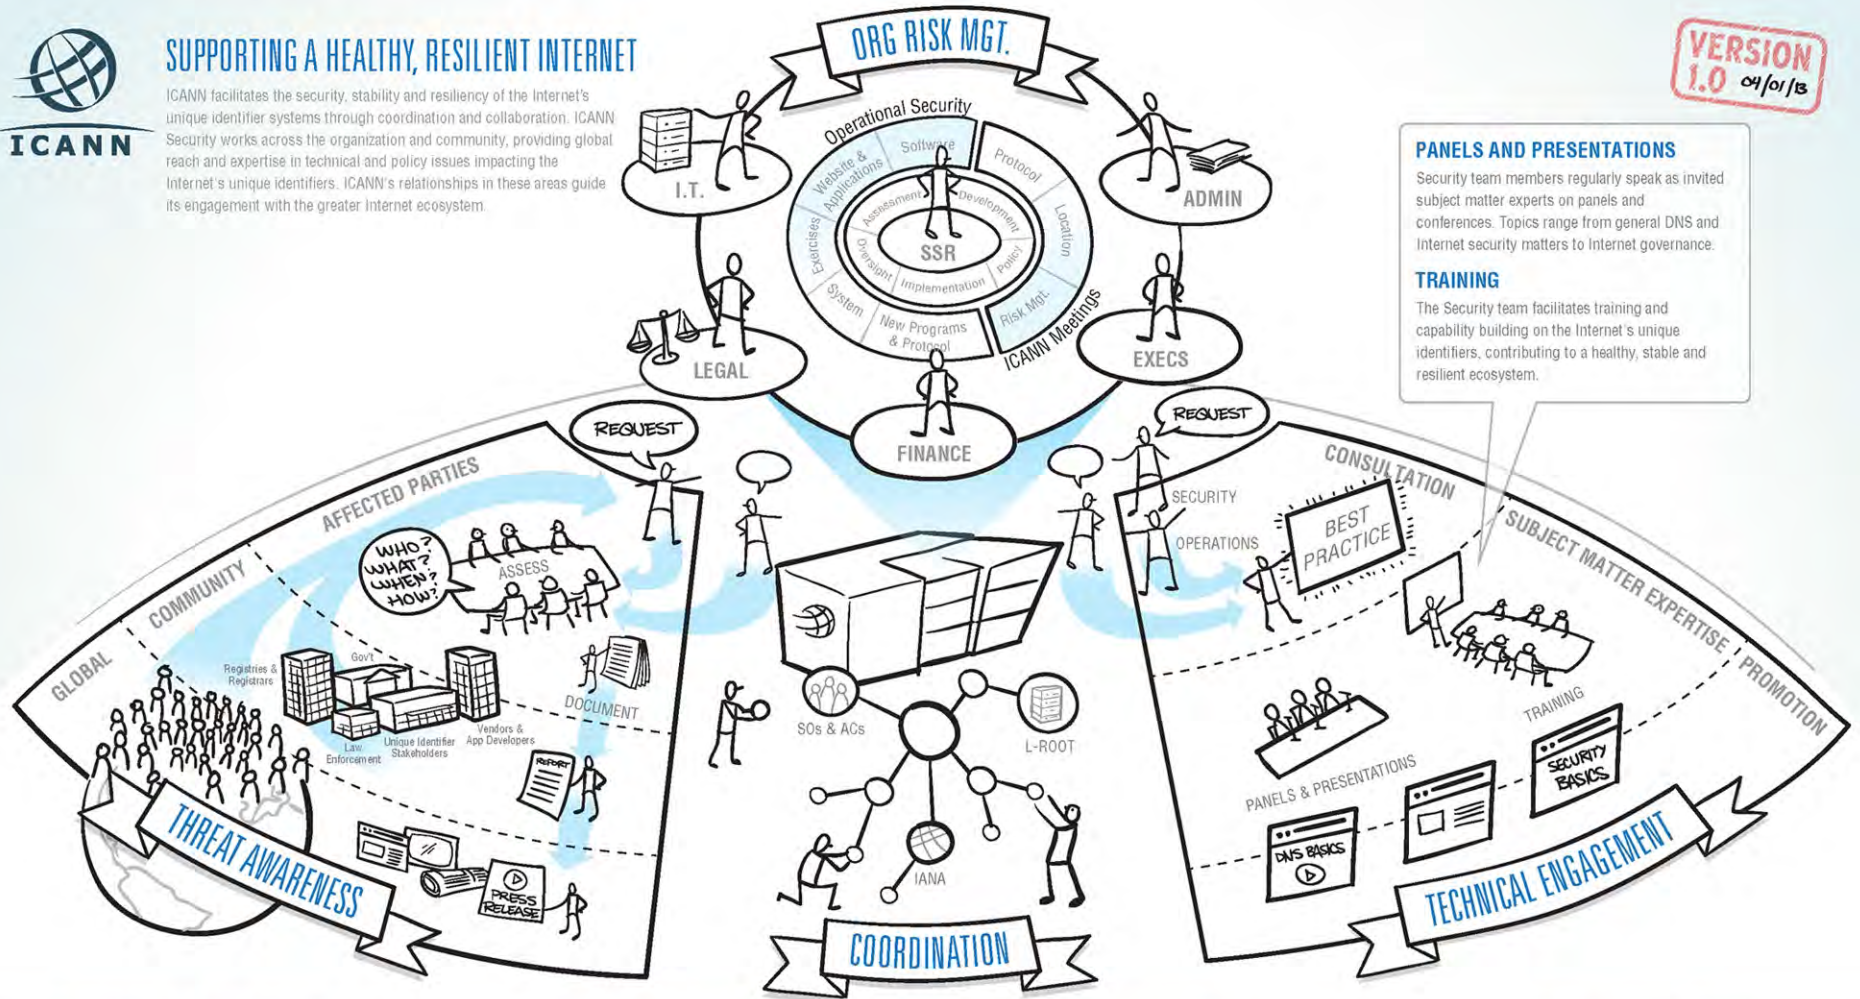 ICANN
SUPPORTING A HEALTHY, RESILIENT INTERNET
ICANN facilitates the security, stability and resiliency of the Internet's
unique identifier systems through coordination and collaboration. ICANN
Security works across the organization and community, providing global
reach and expertise in technical and policy issues impacting the
Internet's unique identifiers. ICANN's relationships in these areas guide
its engagement with the greater Internet ecosystem.
ORG RISK MGT.
VERSION
1.0 04/01/13
Operational Security
Software
Website &
Applications
Exercises
System
New Programs
& Protocol
Protocol
Location
Risk Mgt.
ICANN Meetings
Assessment
Development
Policy
Implementation
Oversight
SSR
I.T.
ADMIN
LEGAL
EXECS
FINANCE
PANELS AND PRESENTATIONS
Security team members regularly speak as invited
subject matter experts on panels and
conferences. Topics range from general DNS and
Internet security matters to Internet governance.
TRAINING
The Security team facilitates training and
capability building on the Internet's unique
identifiers, contributing to a healthy, stable and
resilient ecosystem.
REQUEST
REQUEST
GLOBAL
COMMUNITY
AFFECTED PARTIES
WHO?
WHAT?
WHEN?
HOW?
ASSESS
Registries &
Registrars
Gov't
Law
Enforcement
Unique Identifier
Stakeholders
Vendors &
App Developers
DOCUMENT
REPORT
PRESS
RELEASE
THREAT AWARENESS
SOs & ACs
L-ROOT
IANA
COORDINATION
SECURITY
OPERATIONS
CONSULTATION
SUBJECT MATTER EXPERTISE
PROMOTION
BEST
PRACTICE
TRAINING
PANELS & PRESENTATIONS
SECURITY
BASICS
DNS BASICS
TECHNICAL ENGAGEMENT